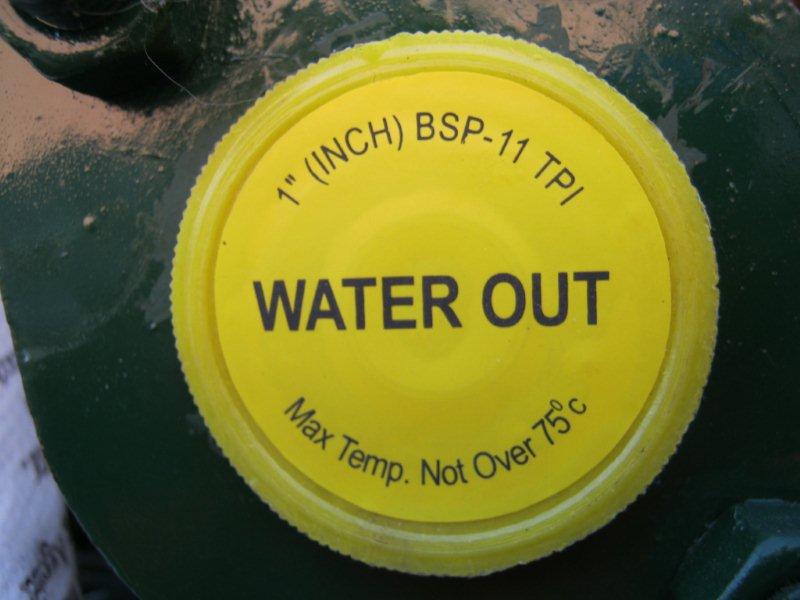 1" (INCH) BSP-11 TPI
WATER OUT
Max Temp. Not Over 75°c